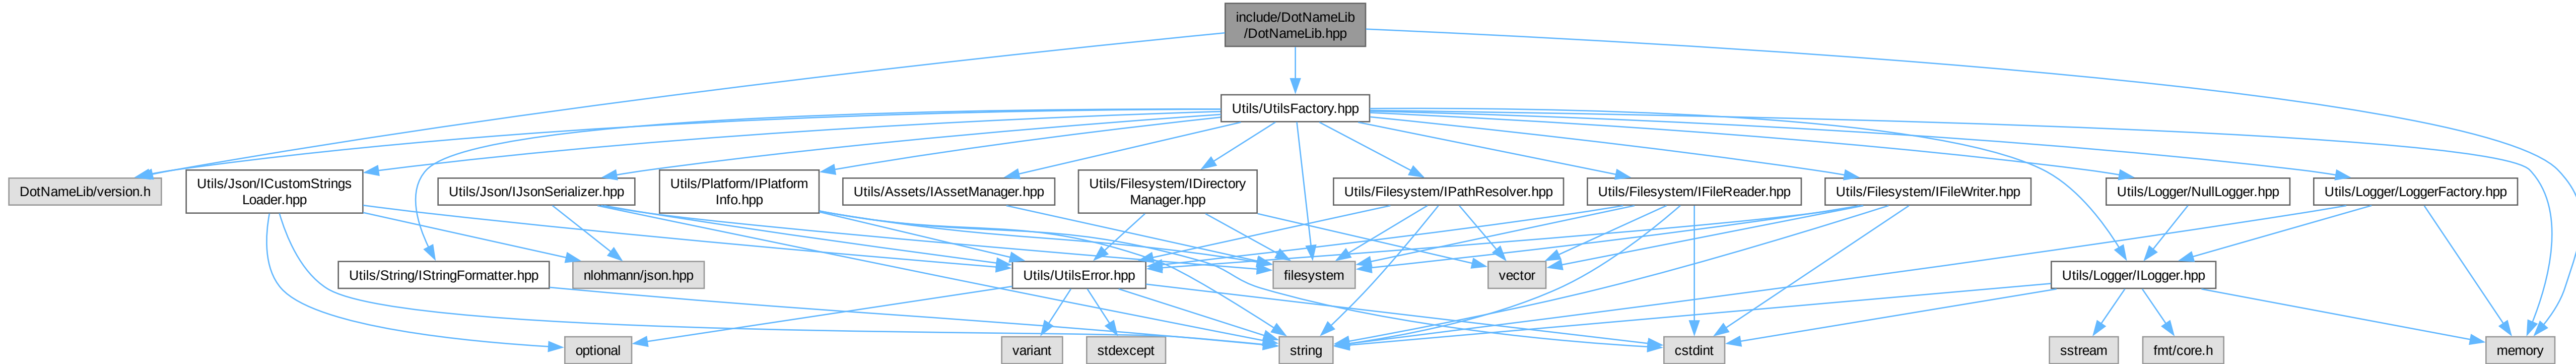 include/DotNameLib
/DotNameLib.hpp
Utils/UtilsFactory.hpp
DotNameLib/version.h
Utils/Json/ICustomStrings
Loader.hpp
Utils/Json/IJsonSerializer.hpp
Utils/Platform/IPlatform
Info.hpp
Utils/Assets/IAssetManager.hpp
Utils/Filesystem/IDirectory
Manager.hpp
Utils/Filesystem/IPathResolver.hpp
Utils/Filesystem/IFileReader.hpp
Utils/Filesystem/IFileWriter.hpp
Utils/Logger/NullLogger.hpp
Utils/Logger/LoggerFactory.hpp
Utils/String/IStringFormatter.hpp
nlohmann/json.hpp
Utils/UtilsError.hpp
filesystem
vector
Utils/Logger/ILogger.hpp
optional
variant
stdexcept
string
cstdint
sstream
fmt/core.h
memory